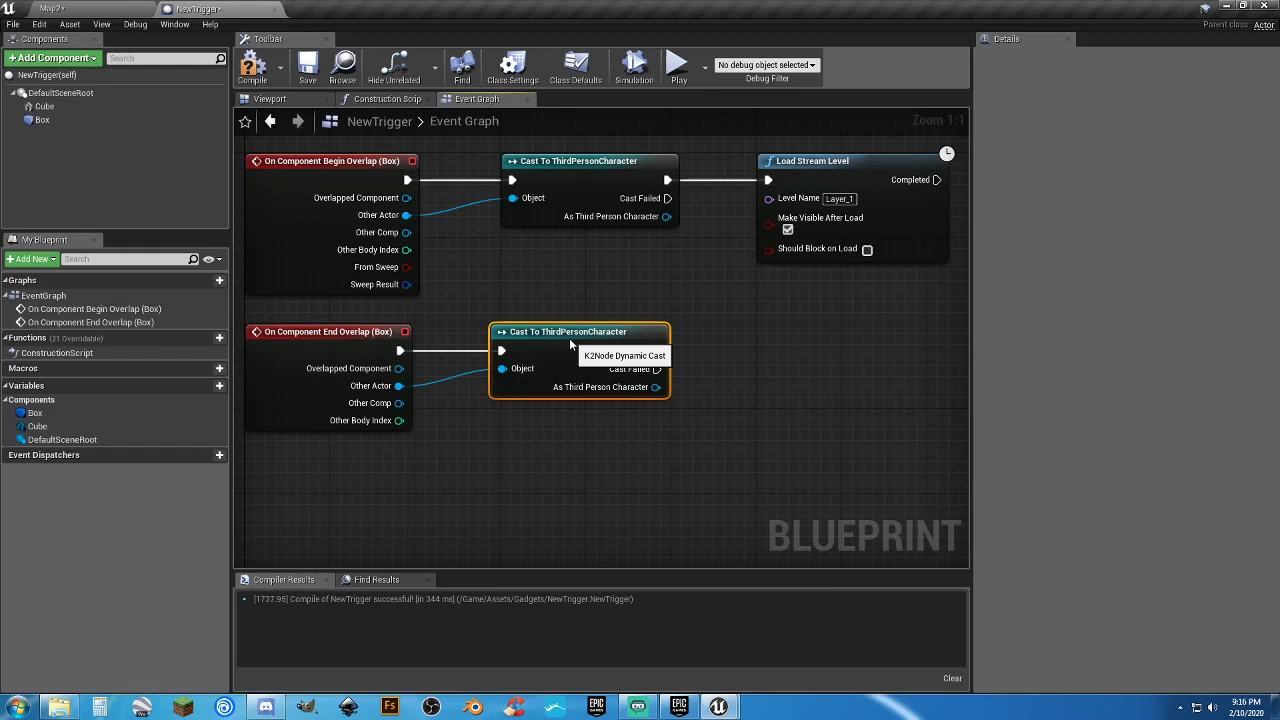 Map2•
NewTrigger•
File Edit Asset View Debug Window Help
Parent class: Actor
Components
Toolbar
Details
+Add Component
Search
NewTrigger(self)
DefaultSceneRoot
Cube
Box
Compile
Save
Browse
Hide Unrelated
Find
Class Settings
Class Defaults
Simulation
Play
No debug object selected
Debug Filter
Viewport
Construction Scrip
Event Graph
NewTrigger
Event Graph
Zoom 1:1
On Component Begin Overlap (Box)
Overlapped Component
Other Actor
Other Comp
Other Body Index
From Sweep
Sweep Result
Cast To ThirdPersonCharacter
Object
Cast Failed
As Third Person Character
Load Stream Level
Completed
Level Name Layer_1
Make Visible After Load
Should Block on Load
My Blueprint
+Add New
Search
Graphs
EventGraph
On Component Begin Overlap (Box)
On Component End Overlap (Box)
Functions (21 Overridable)
ConstructionScript
Macros
Variables
Components
Box
Cube
DefaultSceneRoot
Event Dispatchers
On Component End Overlap (Box)
Overlapped Component
Other Actor
Other Comp
Other Body Index
Cast To ThirdPersonCharacter
K2Node Dynamic Cast
Object
Cast Failed
As Third Person Character
BLUEPRINT
Compiler Results
Find Results
[1737.95] Compile of NewTrigger successful! [in 344 ms] (/Game/Assets/Gadgets/NewTrigger.NewTrigger)
Clear
Pro
Fs
EPIC GAMES
EPIC GAMES
9:16 PM
2/10/2020